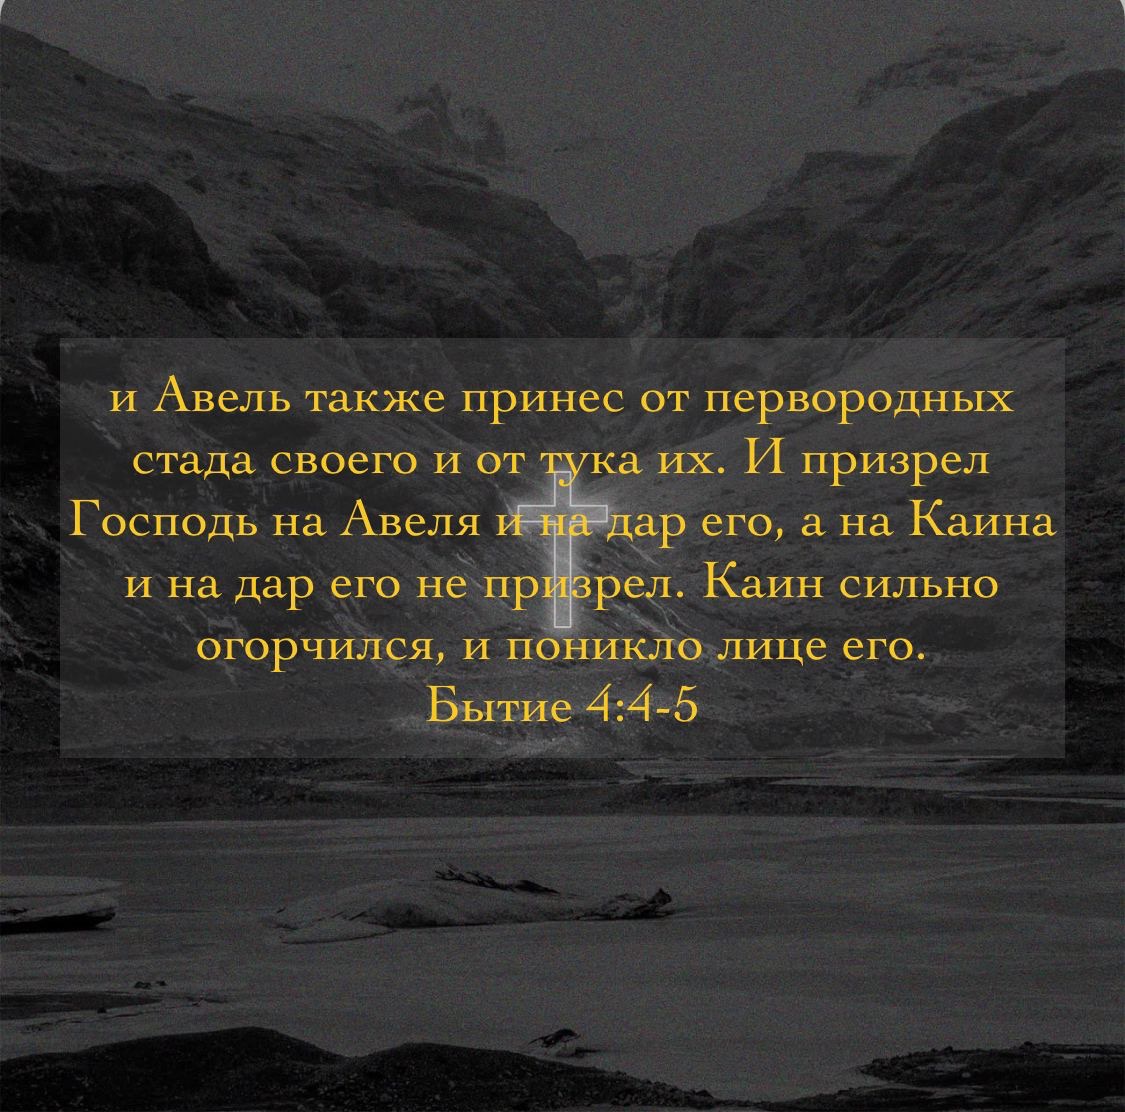 и Авель также принес от первородных
стада своего и от тука их. И призрел
Господь на Авеля и на дар его, а на Каина
и на дар его не призрел. Каин сильно
огорчился, и поникло лице его.
Бытие 4:4-5